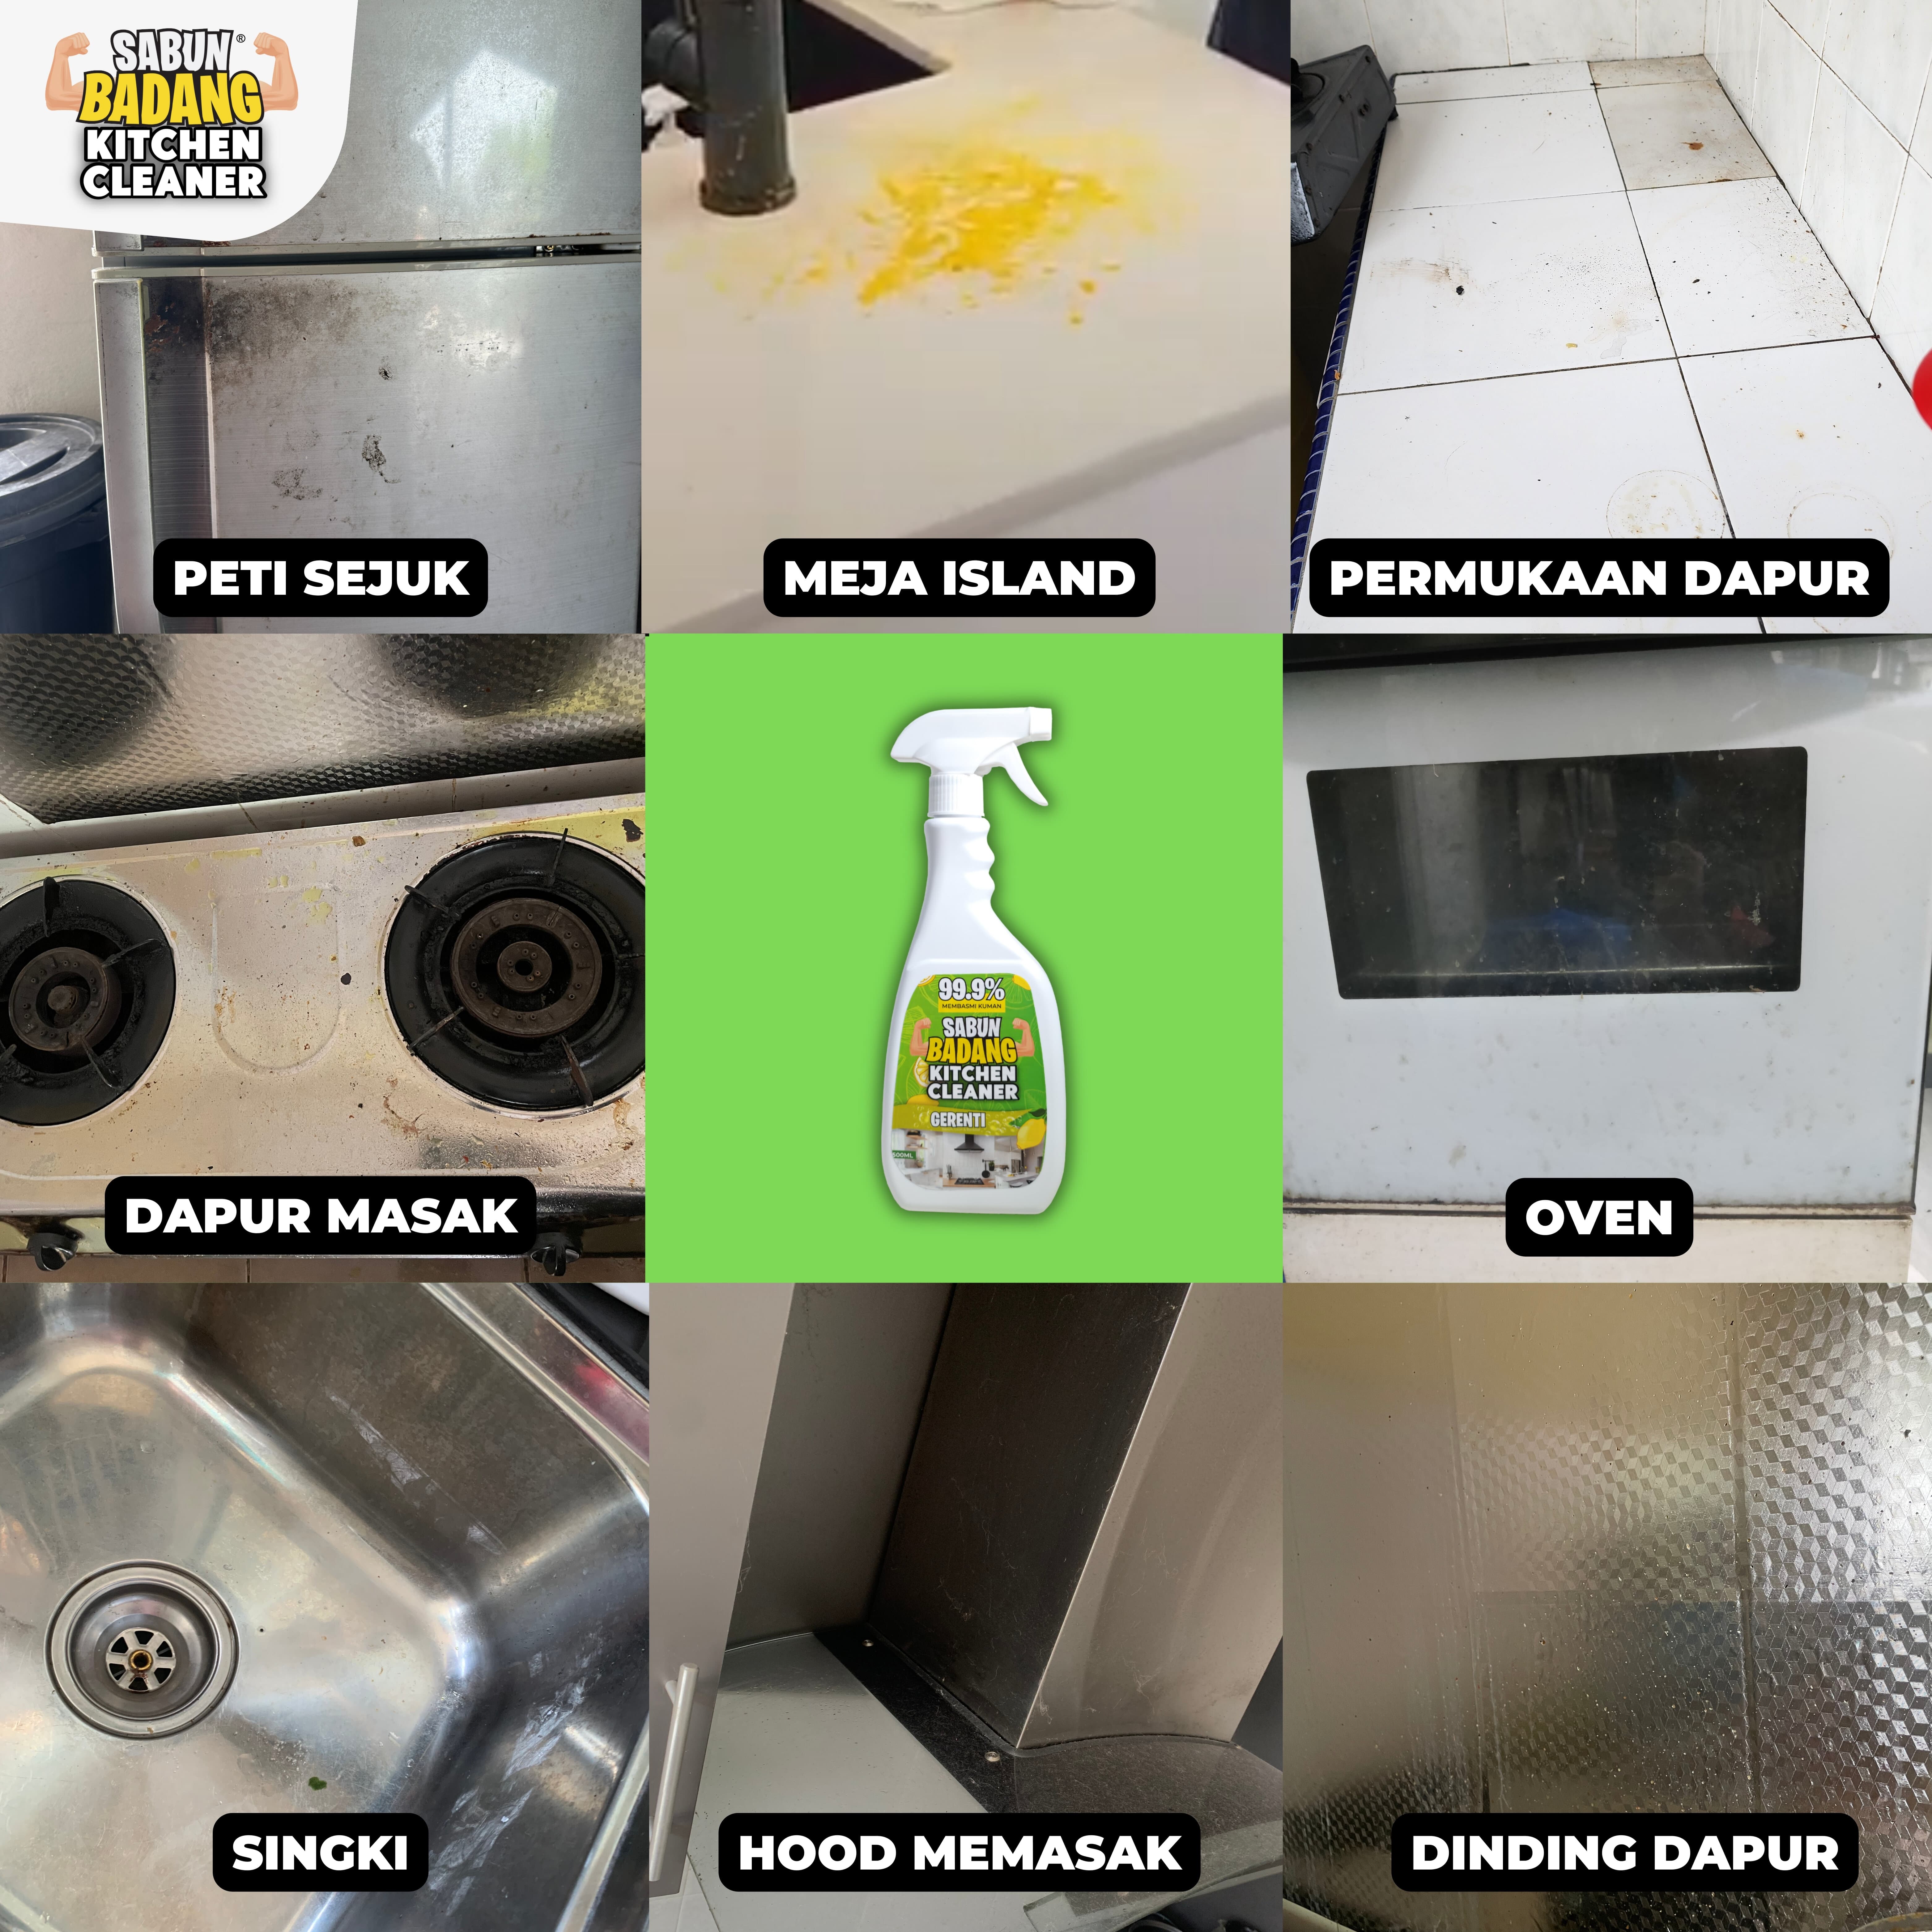 SABUN®
BADANG
KITCHEN
CLEANER
PETI SEJUK
MEJA ISLAND
PERMUKAAN DAPUR
DAPUR MASAK
99.9%
MEMBASMI KUMAN
SABUN
BADANG
KITCHEN
CLEANER
GERENTI
500ML
OVEN
SINGKI
HOOD MEMASAK
DINDING DAPUR